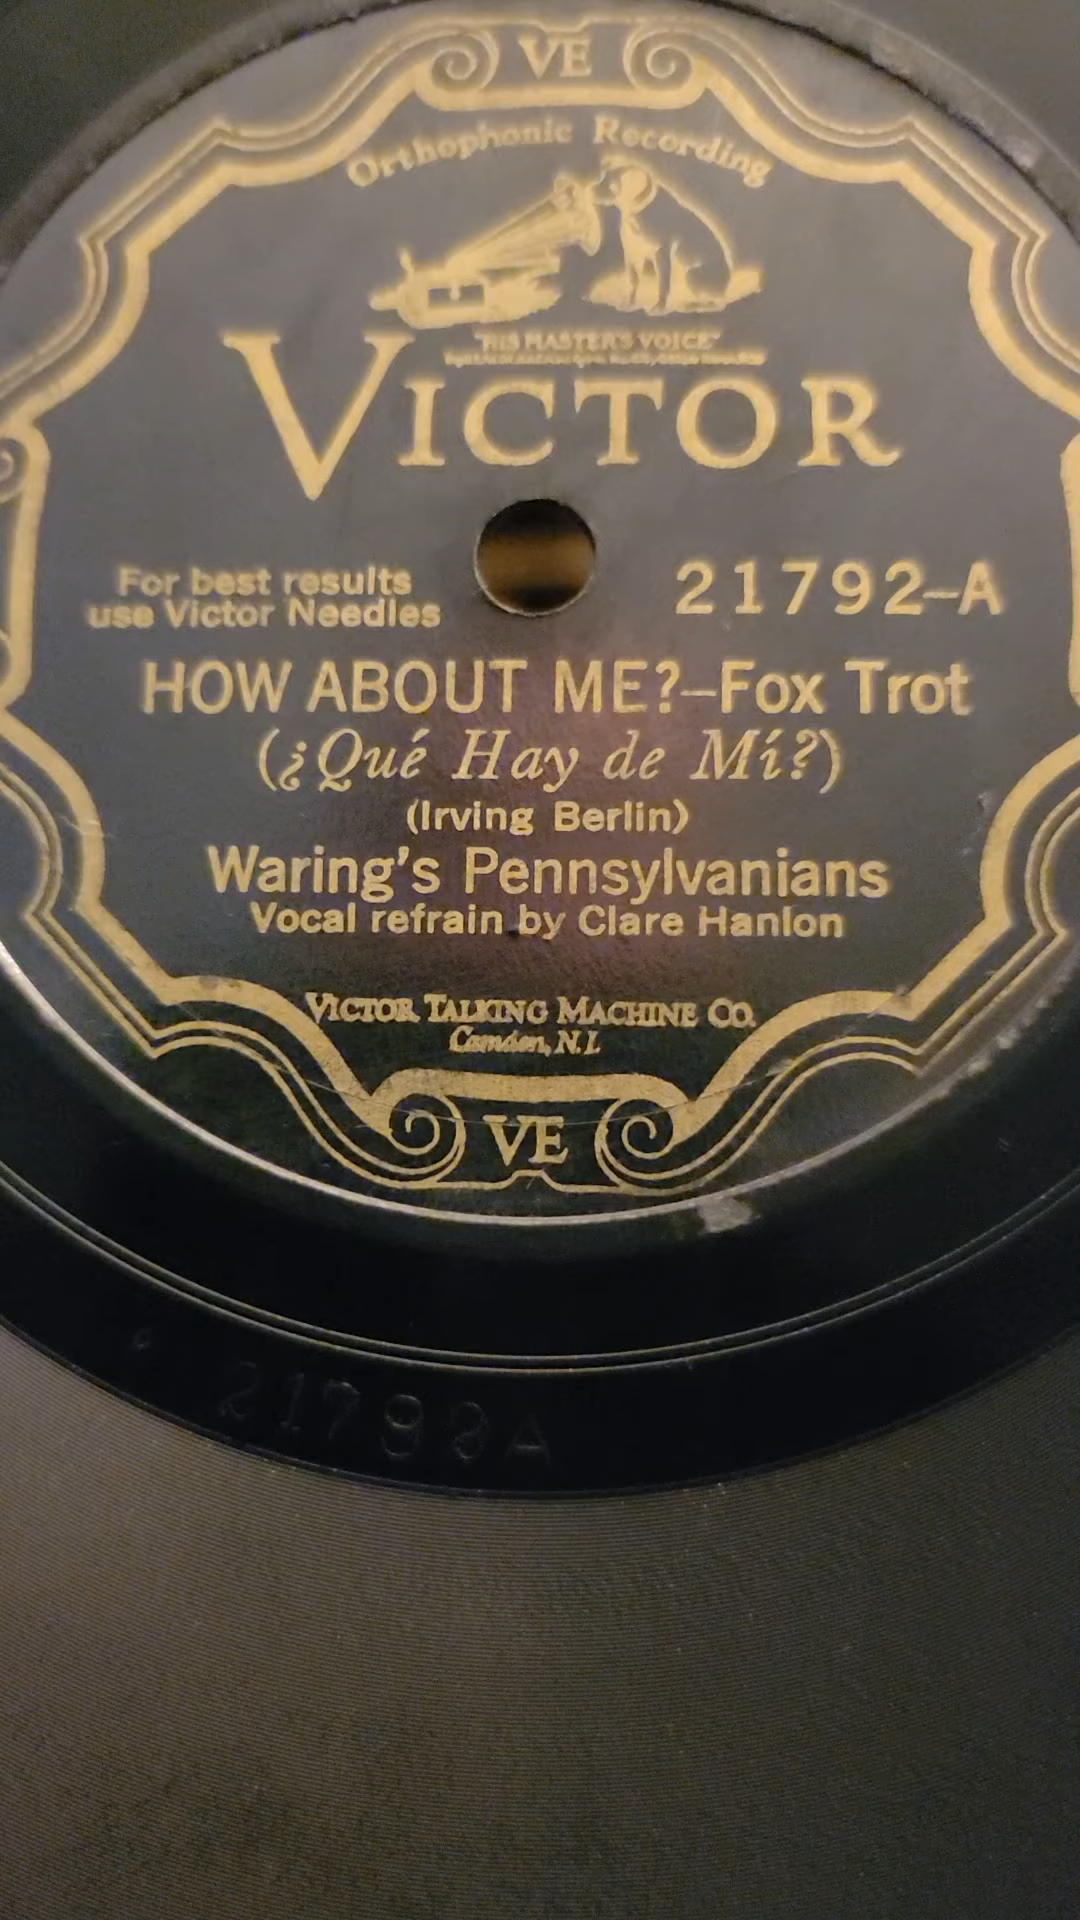 VE
Orthophonic Recording
"HIS MASTER'S VOICE"
VICTOR
For best results
use Victor Needles
21792-A
HOW ABOUT ME?-Fox Trot
(¿Qué Hay de Mí?)
(Irving Berlin)
Waring's Pennsylvanians
Vocal refrain by Clare Hanlon
VICTOR TALKING MACHINE CO.
Camden, N.J.
VE
21792A